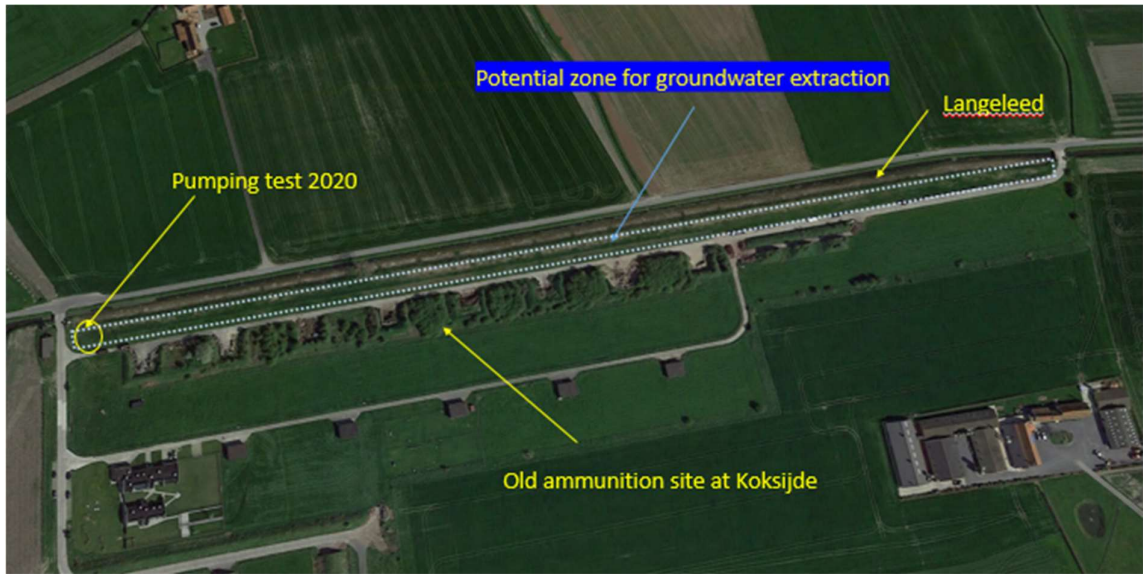 Potential zone for groundwater extraction
Langeleed
Pumping test 2020
Old ammunition site at Koksijde